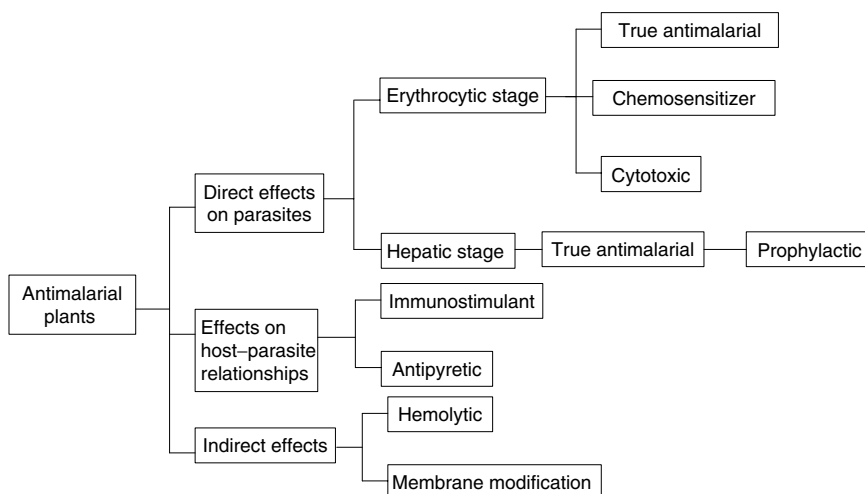 True antimalarial
Erythrocytic stage
Chemosensitizer
Cytotoxic
Direct effects
on parasites
Hepatic stage
True antimalarial
Prophylactic
Antimalarial
plants
Immunostimulant
Effects on
host–parasite
relationships
Antipyretic
Hemolytic
Indirect effects
Membrane modification